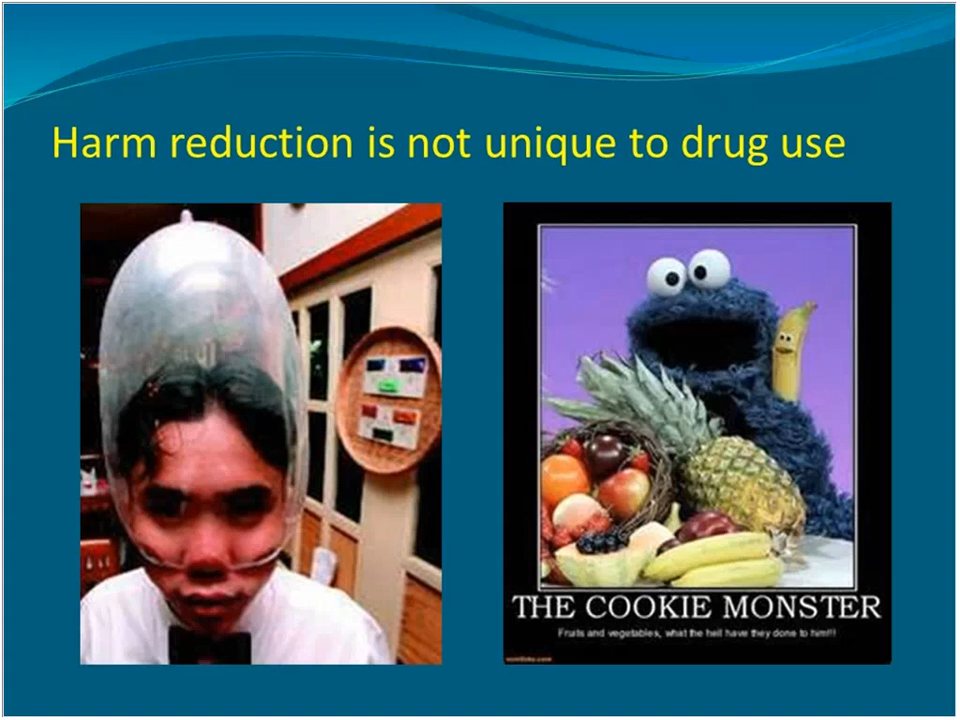 Harm reduction is not unique to drug use
THE COOKIE MONSTER
Fruits and vegetables, what the hell have they done to him!!!